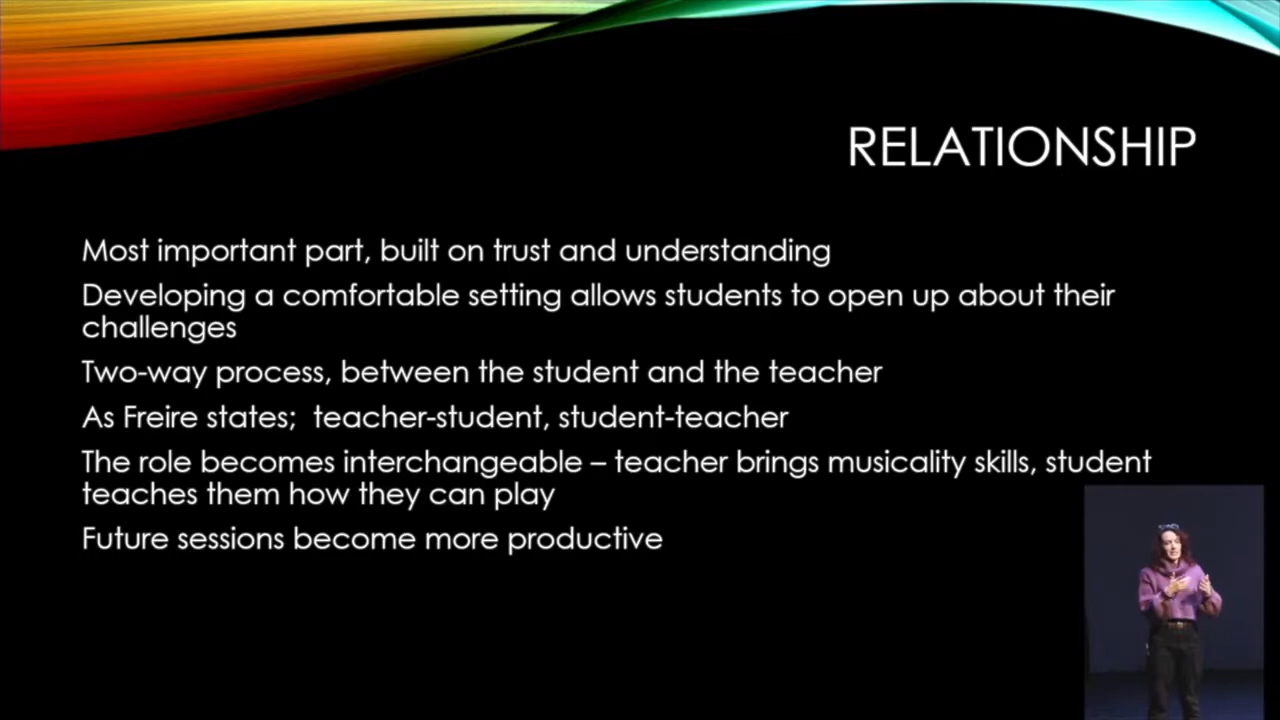 RELATIONSHIP
Most important part, built on trust and understanding
Developing a comfortable setting allows students to open up about their
challenges
Two-way process, between the student and the teacher
As Freire states;  teacher-student, student-teacher
The role becomes interchangeable – teacher brings musicality skills, student
teaches them how they can play
Future sessions become more productive